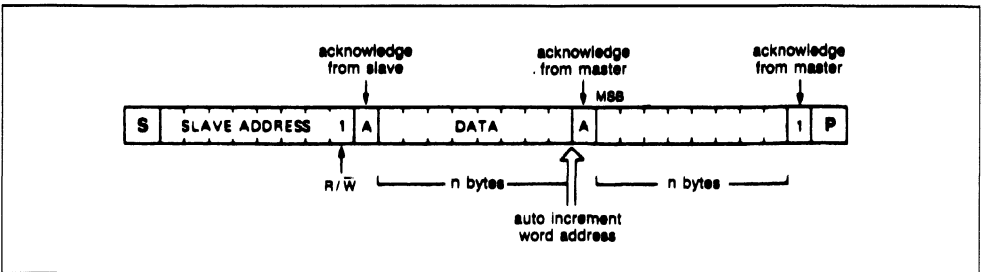 acknowledge
from slave
acknowledge
from master
acknowledge
from master
MSB
S SLAVE ADDRESS 1 A DATA A 1 P
R/W̅
n bytes
n bytes
auto increment
word address